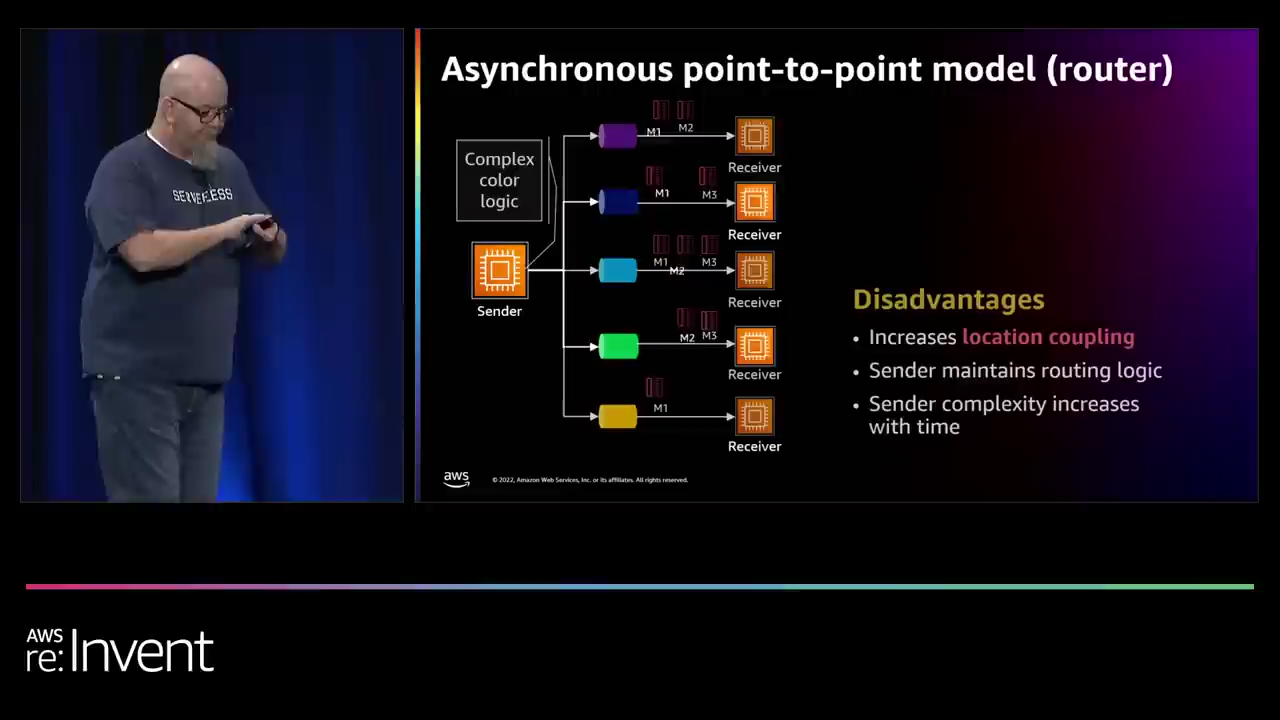 SERVERLESS
Asynchronous point-to-point model (router)
Complex
color
logic
Sender
M1
M2
Receiver
M1
M3
Receiver
M1
M2
M3
Receiver
M2
M3
Receiver
M1
Receiver
Disadvantages
• Increases location coupling
• Sender maintains routing logic
• Sender complexity increases
with time
aws
© 2022, Amazon Web Services, Inc. or its affiliates. All rights reserved.
AWS
re:Invent